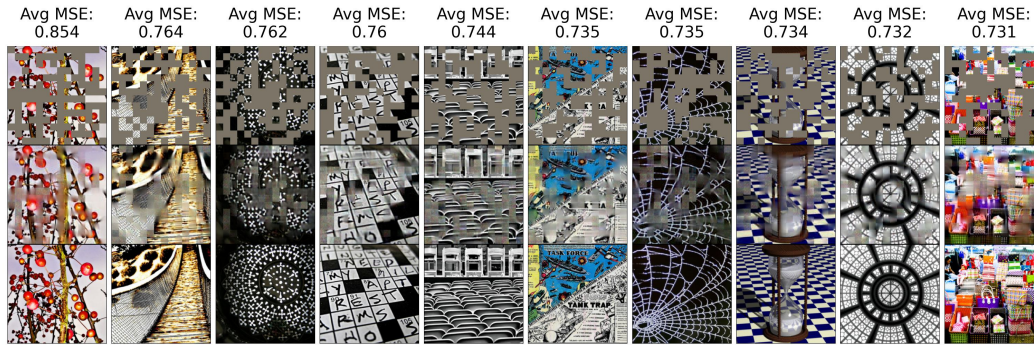 Avg MSE: Avg MSE: Avg MSE: Avg MSE: Avg MSE: Avg MSE: Avg MSE: Avg MSE: Avg MSE: Avg MSE:
0.854 0.764 0.762 0.76 0.744 0.735 0.735 0.734 0.732 0.731
TASK FORCE
TANK TRAP